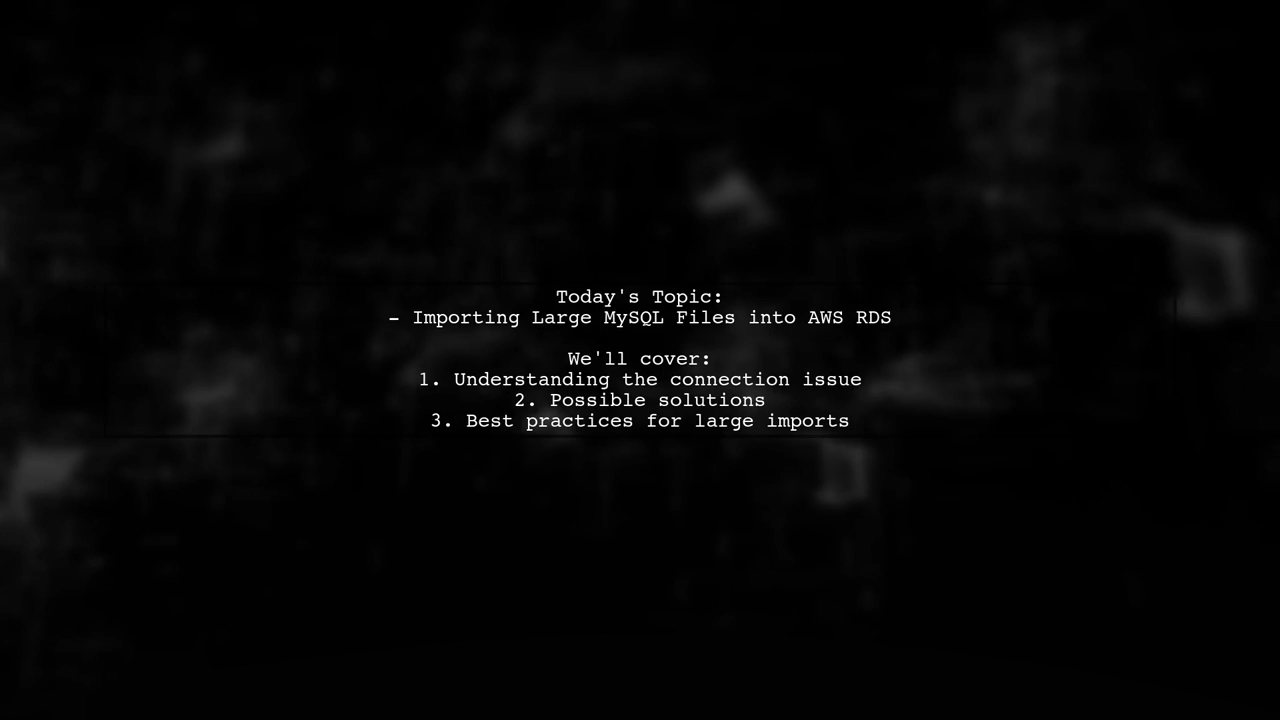 Today's Topic:
- Importing Large MySQL Files into AWS RDS
We'll cover:
1. Understanding the connection issue
2. Possible solutions
3. Best practices for large imports